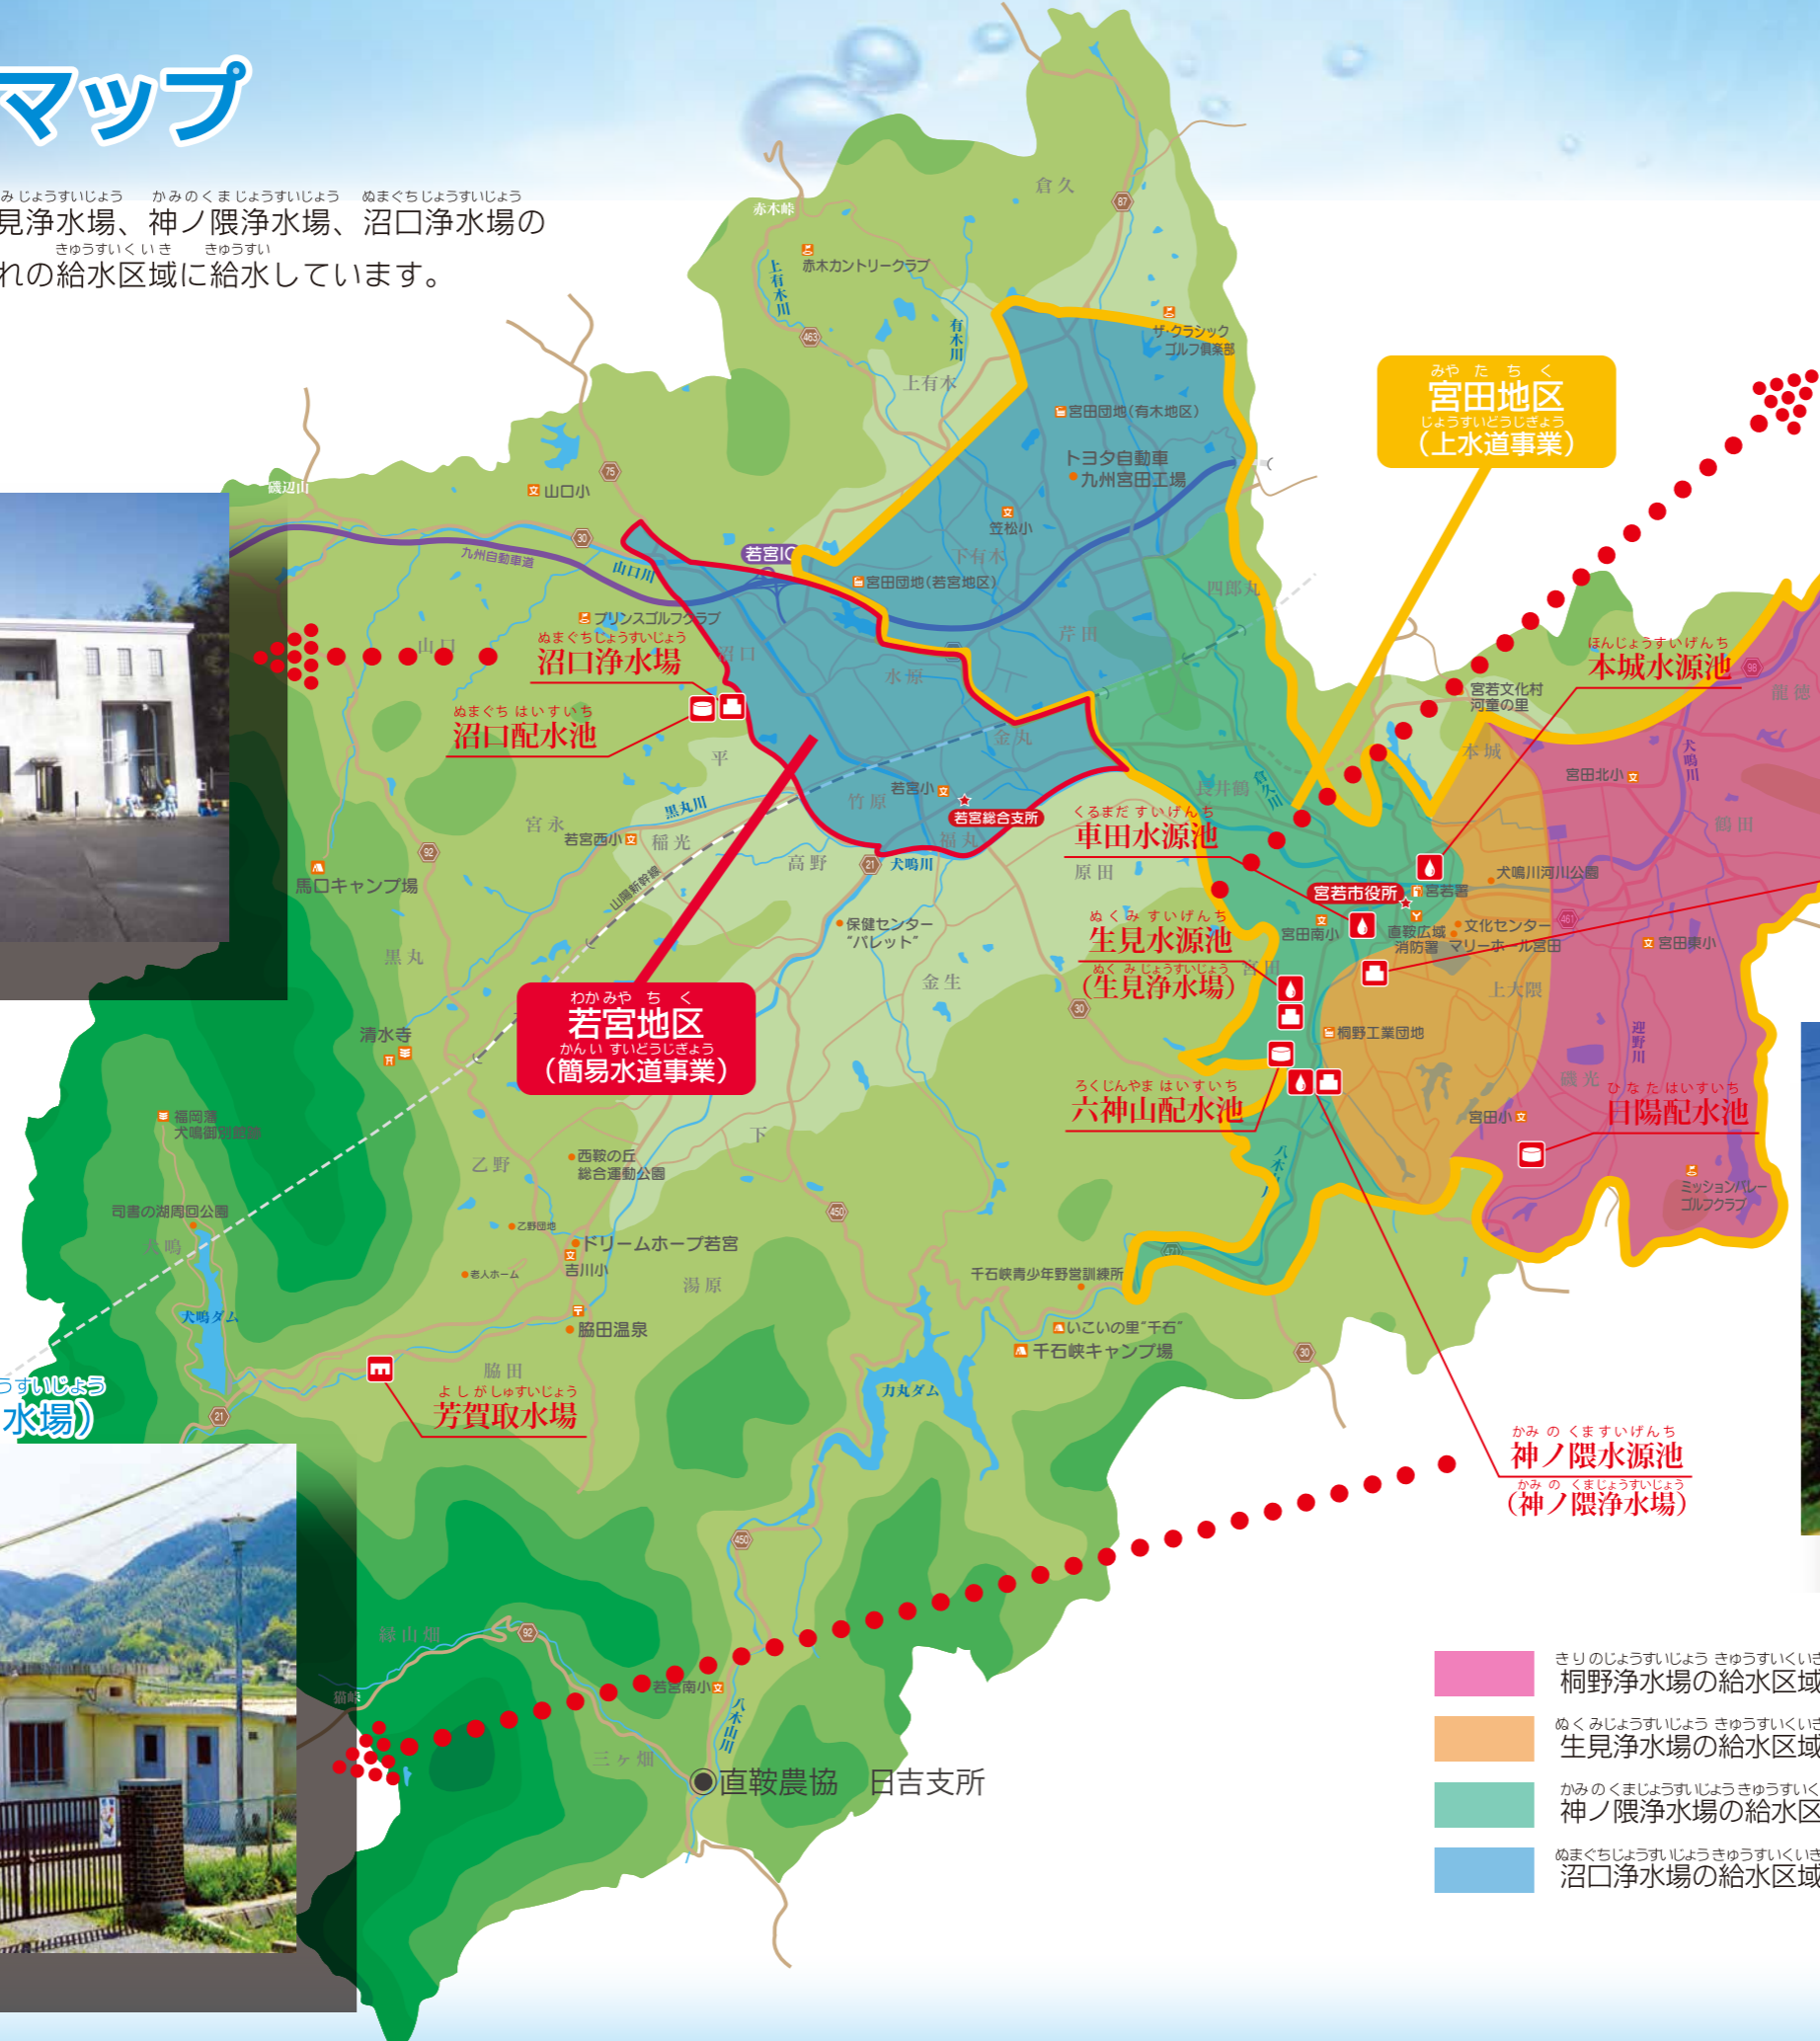 マップ
みじょうすいじょう かみのくまじょうすいじょう ぬまぐちじょうすいじょう
見浄水場、神ノ隈浄水場、沼口浄水場の
きゅうすいくいき きゅうすい
れの給水区域に給水しています。
倉久
87
赤木峠
赤木カントリークラブ
上有木川
463
有木川
ザ・クラシック
ゴルフ倶楽部
上有木
宮田団地(有木地区)
みやたちく
宮田地区
じょうすいどうじぎょう
(上水道事業)
トヨタ自動車
九州宮田工場
75
磯辺山
山口小
笠松小
30
九州自動車道
山口川
若宮IC
下有木
宮田団地(若宮地区)
四郎丸
プリンスゴルフクラブ
山口
ぬまぐちじょうすいじょう
沼口浄水場
沼口
水原
芹田
ほんじょうすいげんち
本城水源池
98
龍徳
宮若文化村
河童の里
ぬまぐち はいすいち
沼口配水池
平
金丸
本城
犬鳴川
宮田北小
倉久川
長井鶴
黒丸川
竹原
若宮小
若宮総合支所
くるまだ すいげんち
車田水源池
鶴田
宮永
若宮西小
稲光
福丸
92
高野
21
犬鳴川
原田
馬口キャンプ場
山陽新幹線
犬鳴川河川公園
宮若市役所
宮若署
461
保健センター
“パレット”
ぬくみ すいげんち
生見水源池
宮田南小
直鞍広域
消防署
文化センター
マリーホール宮田
宮田東小
黒丸
宮田
(ぬくみじょうすいじょう
(生見浄水場)
金生
上大隈
わかみや ちく
若宮地区
かんい すいどうじぎょう
(簡易水道事業)
30
清水寺
桐野工業団地
迎野川
磯光
ろくじんやま はいすいち
六神山配水池
ひなたはいすいち
日陽配水池
宮田小
福岡藩
犬鳴御別館跡
下
乙野
西鞍の丘
総合運動公園
八木山川
ミッションバレー
ゴルフクラブ
司書の湖周回公園
450
犬鳴
乙野団地
ドリームホープ若宮
吉川小
老人ホーム
湯原
千石峡青少年野営訓練所
犬鳴ダム
脇田温泉
いこいの里“千石”
千石峡キャンプ場
30
脇田
力丸ダム
うすいじょう
水場)
21
よしがしゅすいじょう
芳賀取水場
かみのくますいげんち
神ノ隈水源池
かみのくまじょうすいじょう
(神ノ隈浄水場)
450
緑山畑
92
猫峠
若宮南小
八木山川
三ヶ畑
直鞍農協 日吉支所
きりのじょうすいじょう きゅうすいくいき
桐野浄水場の給水区域
ぬくみじょうすいじょう きゅうすいくいき
生見浄水場の給水区域
かみのくまじょうすいじょうきゅうすいく
神ノ隈浄水場の給水区
ぬまぐちじょうすいじょうきゅうすいくいき
沼口浄水場の給水区域